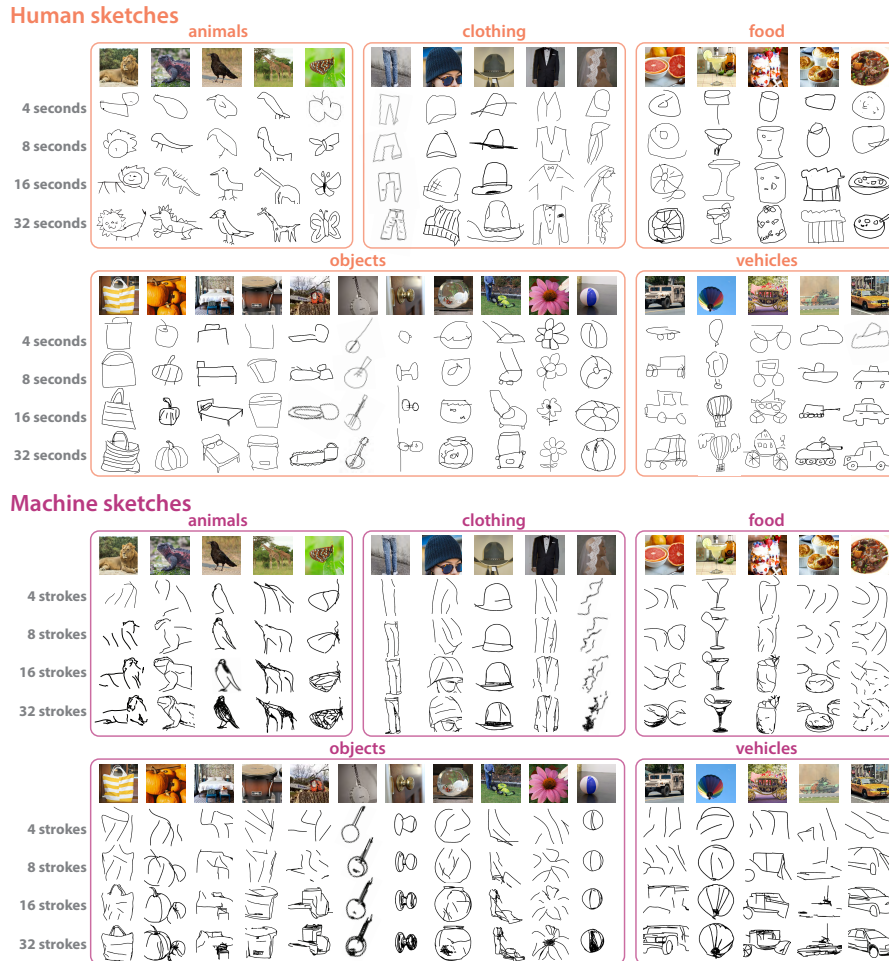 Human sketches
animals clothing food
4 seconds
8 seconds
16 seconds
32 seconds
objects vehicles
4 seconds
8 seconds
16 seconds
32 seconds
Machine sketches
animals clothing food
4 strokes
8 strokes
16 strokes
32 strokes
objects vehicles
4 strokes
8 strokes
16 strokes
32 strokes